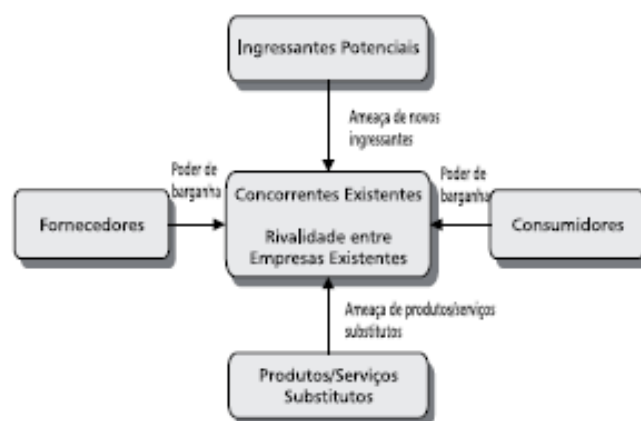 Ingressantes Potenciais
Ameaça de novos
ingressantes
Poder de
barganha
Poder de
barganha
Fornecedores
Concorrentes Existentes
Rivalidade entre
Empresas Existentes
Consumidores
Ameaça de produtos/serviços
substitutos
Produtos/Serviços
Substitutos